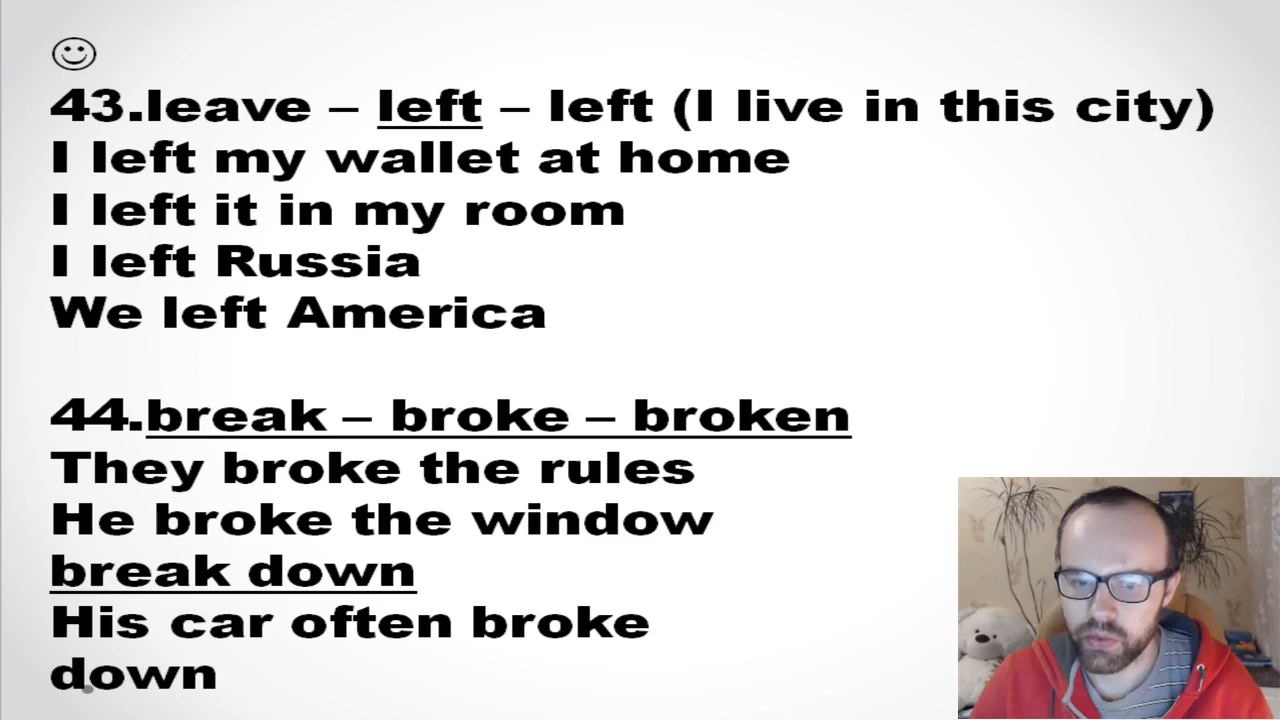 43.leave – left – left (I live in this city)
I left my wallet at home
I left it in my room
I left Russia
We left America
44.break – broke – broken
They broke the rules
He broke the window
break down
His car often broke
down